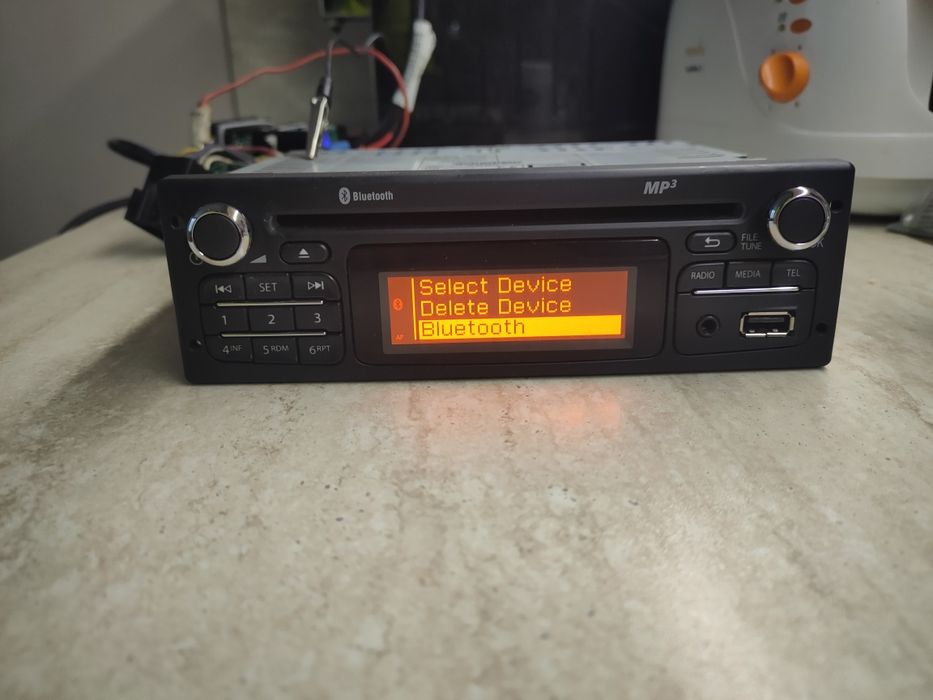 Bluetooth
MP³
FILE
TUNE
SET
RADIO
MEDIA
TEL
Select Device
Delete Device
Bluetooth
AF
1
2
3
4INF
5RDM
6RPT